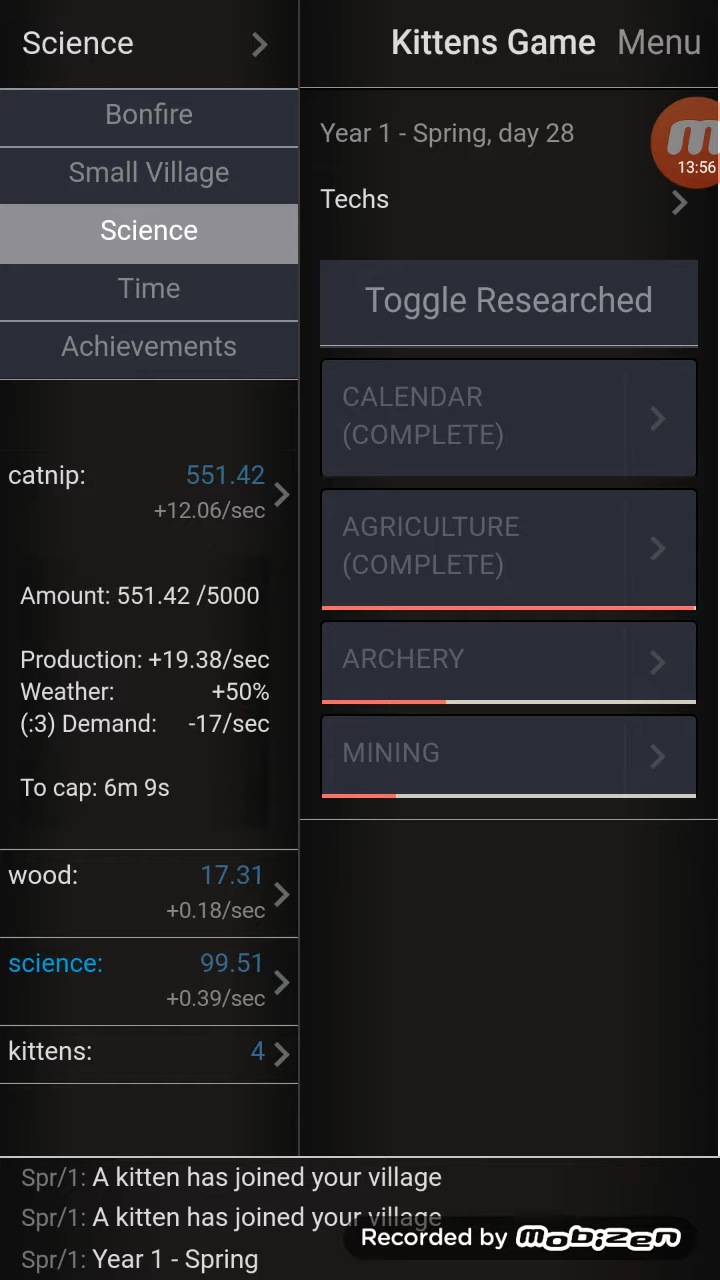 Science
Kittens Game
Menu
Bonfire
Small Village
Science
Time
Achievements
catnip: 551.42
+12.06/sec
Amount: 551.42 /5000
Production: +19.38/sec
Weather: +50%
(:3) Demand: -17/sec
To cap: 6m 9s
wood: 17.31
+0.18/sec
science: 99.51
+0.39/sec
kittens: 4
Year 1 - Spring, day 28
13:56
Techs
Toggle Researched
CALENDAR
(COMPLETE)
AGRICULTURE
(COMPLETE)
ARCHERY
MINING
Spr/1: A kitten has joined your village
Spr/1: A kitten has joined your village
Spr/1: Year 1 - Spring
Recorded by mobizen